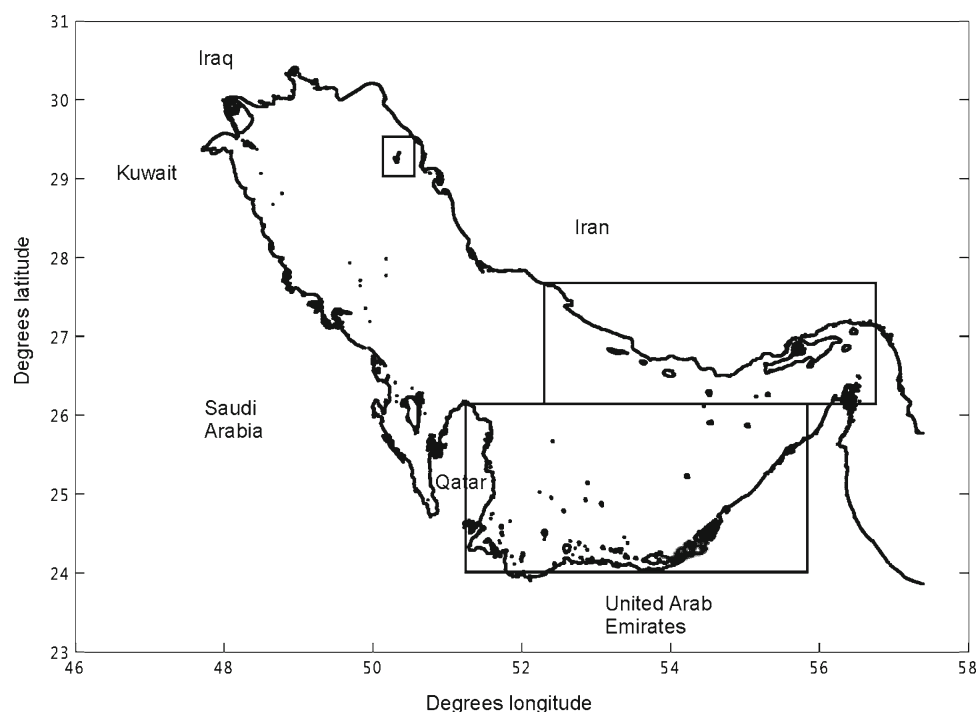 31
Iraq
30
Kuwait
29
Iran
28
Degrees latitude
27
26
Saudi
Arabia
25
Qatar
24
United Arab
Emirates
23
46
48
50
52
54
56
58
Degrees longitude